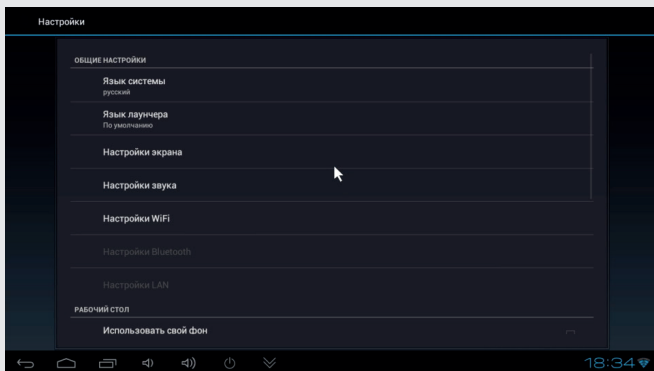 Настройки
ОБЩИЕ НАСТРОЙКИ
Язык системы
русский
Язык лаунчера
По умолчанию
Настройки экрана
Настройки звука
Настройки WiFi
Настройки Bluetooth
Настройки LAN
РАБОЧИЙ СТОЛ
Использовать свой фон
18:34